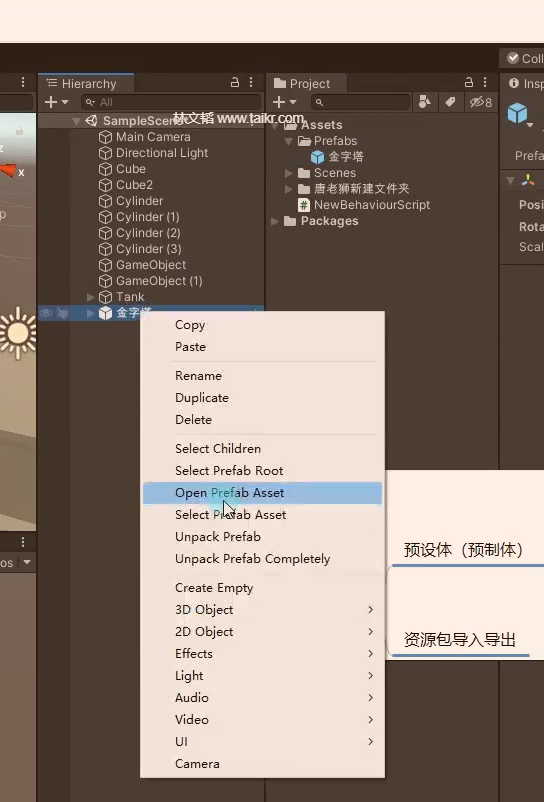 Coll
Hierarchy
Project
Insp
All
8
SampleScene
林文韬 www.taikr.com
Assets
Main Camera
Prefabs
Directional Light
金字塔
Prefa
Cube
Scenes
x
Cube2
唐老狮新建文件夹
Cylinder
NewBehaviourScript
Posi
Cylinder (1)
Packages
p
Cylinder (2)
Rota
Cylinder (3)
Scal
GameObject
GameObject (1)
Tank
金字塔
Copy
Paste
Rename
Duplicate
Delete
Select Children
Select Prefab Root
Open Prefab Asset
Select Prefab Asset
Unpack Prefab
预设体（预制体）
Unpack Prefab Completely
os
Create Empty
3D Object
2D Object
资源包导入导出
Effects
Light
Audio
Video
UI
Camera